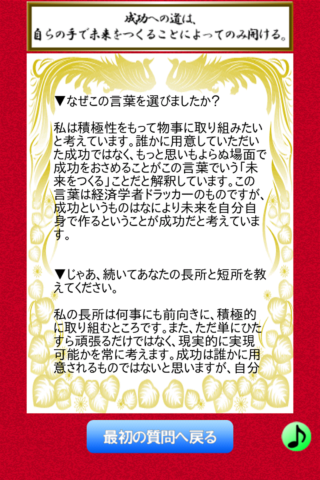 成功への道は、
自らの手で未来をつくることによってのみ開ける。
▼なぜこの言葉を選びましたか？
私は積極性をもって物事に取り組みたい
と考えています。誰かに用意していただい
た成功ではなく、もっと思いもよらぬ場面で
成功をおさめることがこの言葉でいう「未
来をつくる」ことだと解釈しています。この
言葉は経済学者ドラッカーのものですが、
成功というものはなにより未来を自分自
身で作るということが成功だと考えていま
す。
▼じゃあ、続いてあなたの長所と短所を教
えてください。
私の長所は何事にも前向きに、積極的
に取り組むところです。また、ただ単にひた
すら頑張るだけではなく、現実的に実現
可能かを常に考えます。成功は誰かに用
意されるものではないと思いますが、自分
最初の質問へ戻る